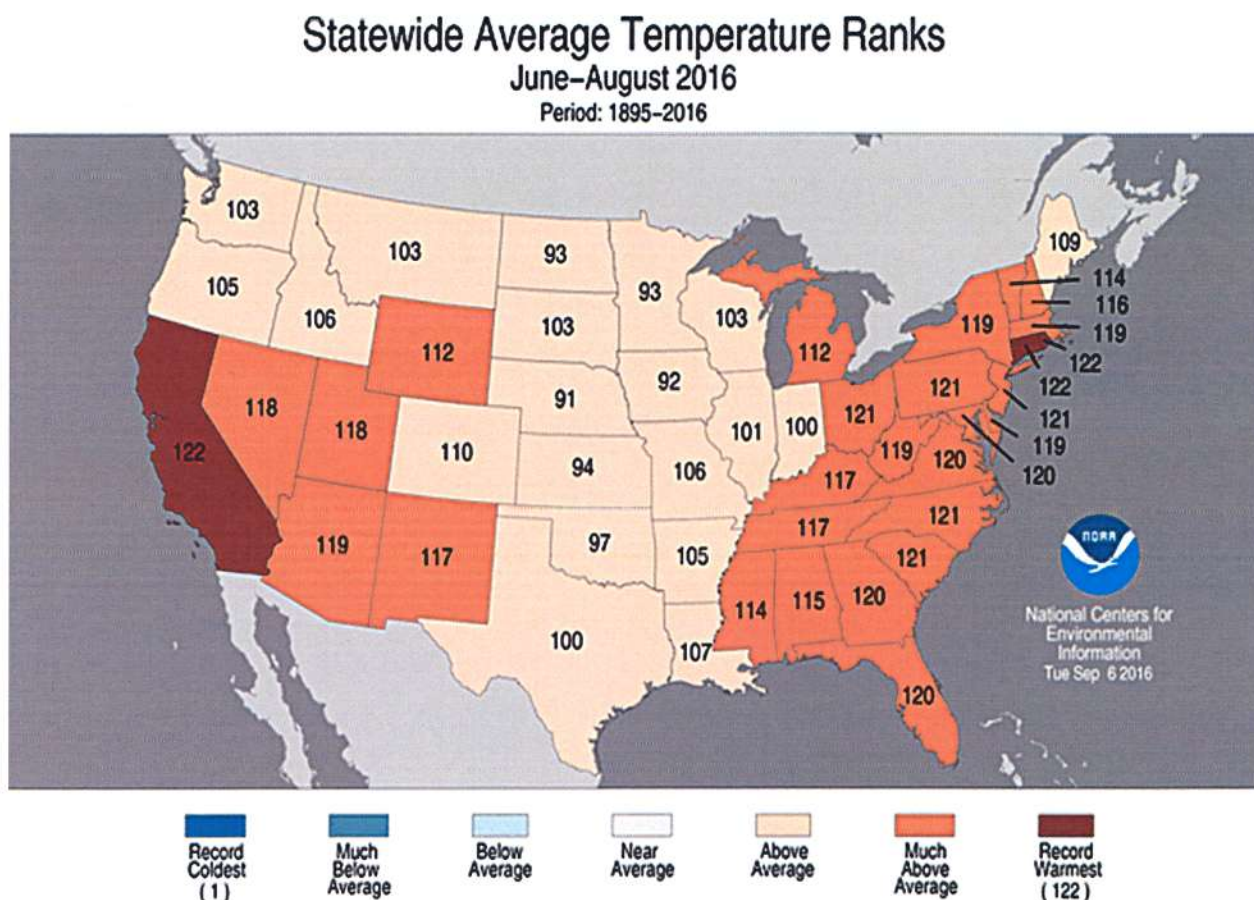 Statewide Average Temperature Ranks
June–August 2016
Period: 1895–2016
103
103
93
93
109
105
106
103
103
114
116
119
112
112
119
122
122
118
118
91
92
121
121
121
119
120
110
101
100
122
94
106
119
120
117
119
117
97
105
117
121
121
114
115
120
100
107
120
NOAA
National Centers for
Environmental
Information
Tue Sep 6 2016
Record
Coldest
(1)
Much
Below
Average
Below
Average
Near
Average
Above
Average
Much
Above
Average
Record
Warmest
(122)